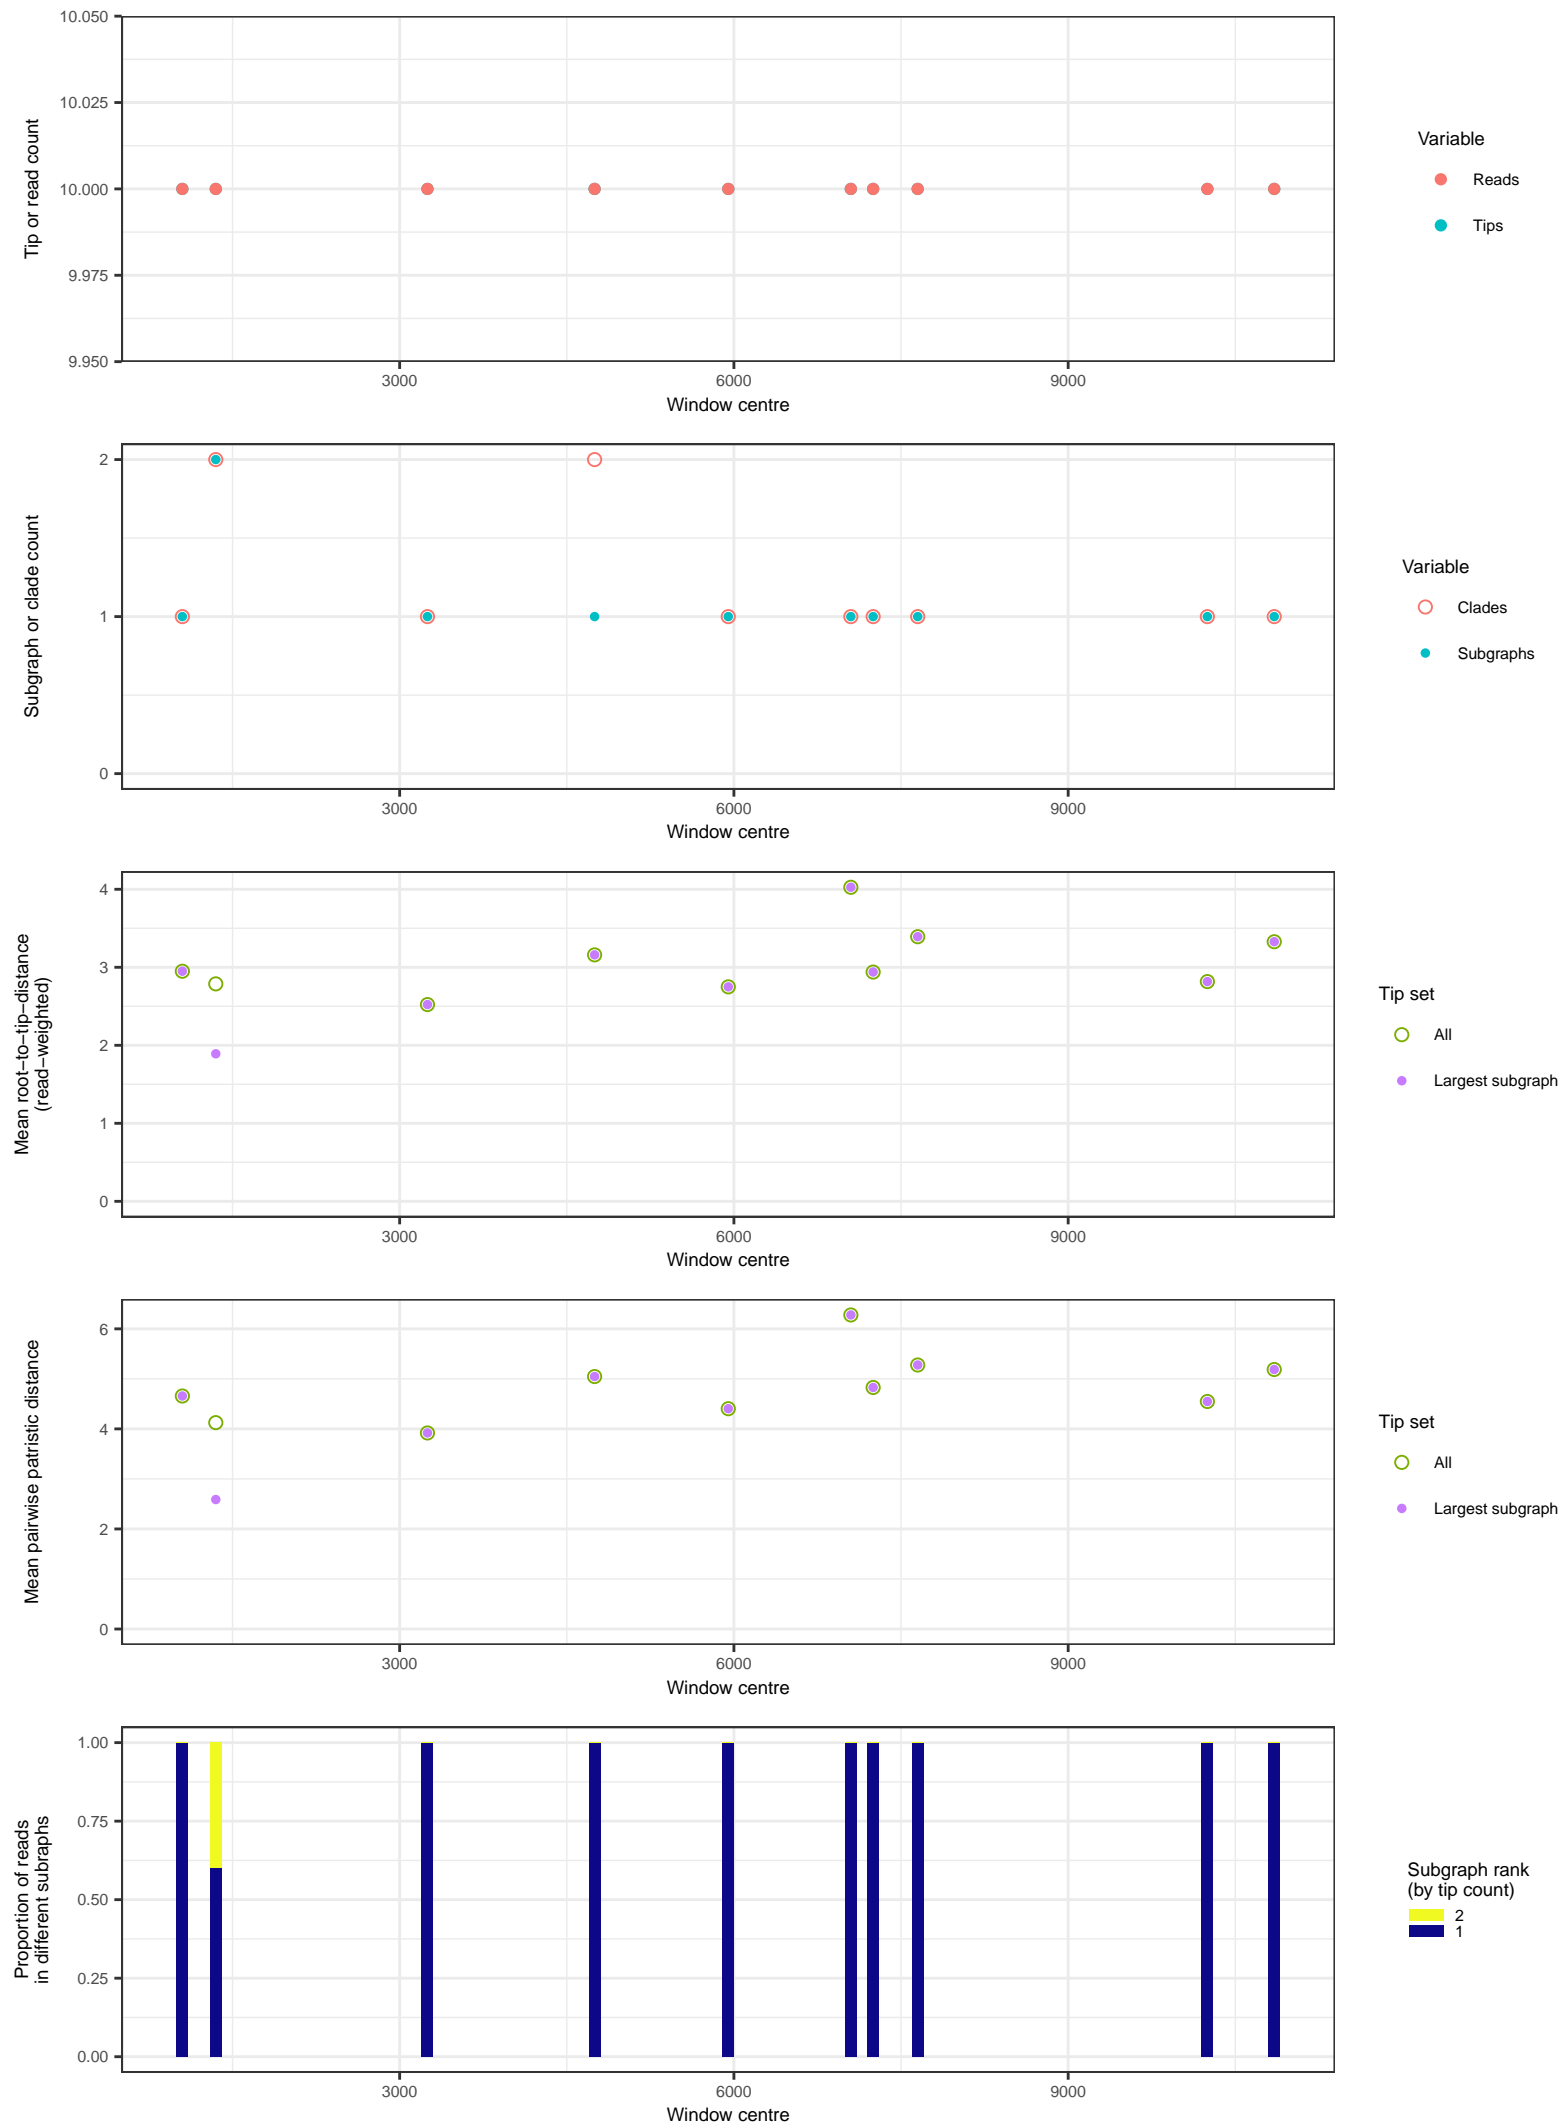 10.050
10.025
10.000
9.975
9.950
Tip or read count
3000
6000
9000
Window centre
Variable
Reads
Tips
2
1
0
Subgraph or clade count
3000
6000
9000
Window centre
Variable
Clades
Subgraphs
4
3
2
1
0
Mean root−to−tip−distance
(read−weighted)
3000
6000
9000
Window centre
Tip set
All
Largest subgraph
6
4
2
0
Mean pairwise patristic distance
3000
6000
9000
Window centre
Tip set
All
Largest subgraph
1.00
0.75
0.50
0.25
0.00
Proportion of reads
in different subraphs
3000
6000
9000
Window centre
Subgraph rank
(by tip count)
2
1